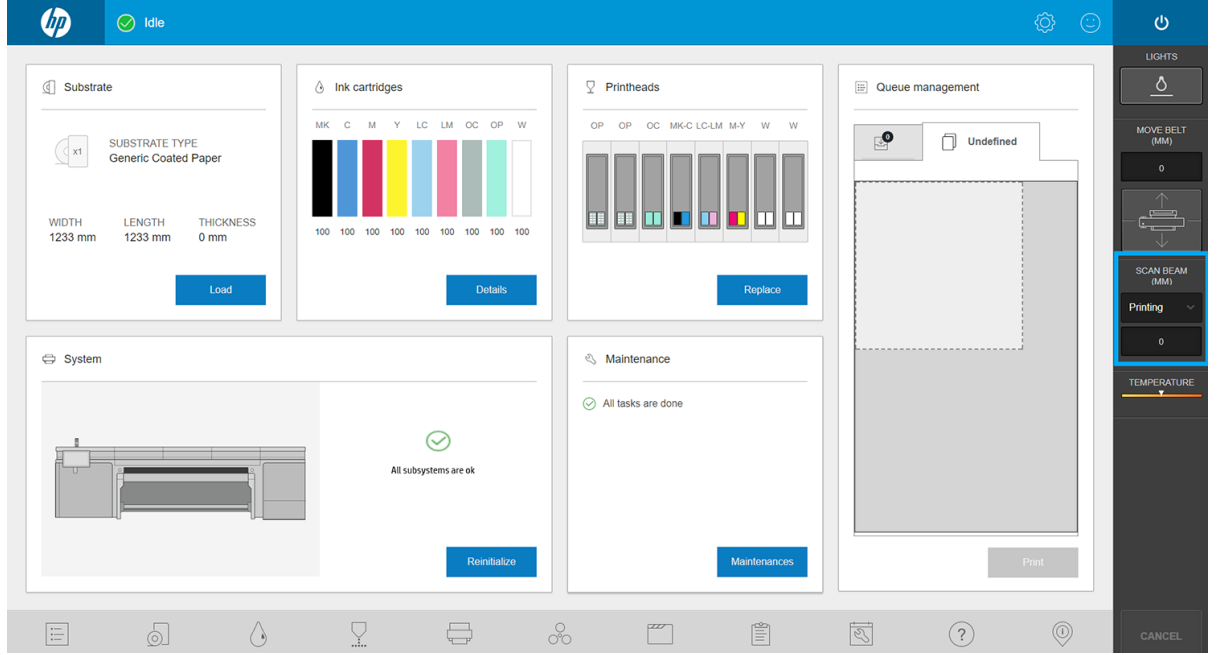 hp
Idle
LIGHTS
Substrate
SUBSTRATE TYPE
Generic Coated Paper
x1
WIDTH LENGTH THICKNESS
1233 mm 1233 mm 0 mm
Load
Ink cartridges
MK C M Y LC LM OC OP W
100 100 100 100 100 100 100 100 100
Details
Printheads
OP OP OC MK-C LC-LM M-Y W W
Replace
Queue management
0
Undefined
Print
System
All subsystems are ok
Reinitialize
Maintenance
All tasks are done
Maintenances
MOVE BELT
(MM)
0
SCAN BEAM
(MM)
Printing
0
TEMPERATURE
?
CANCEL